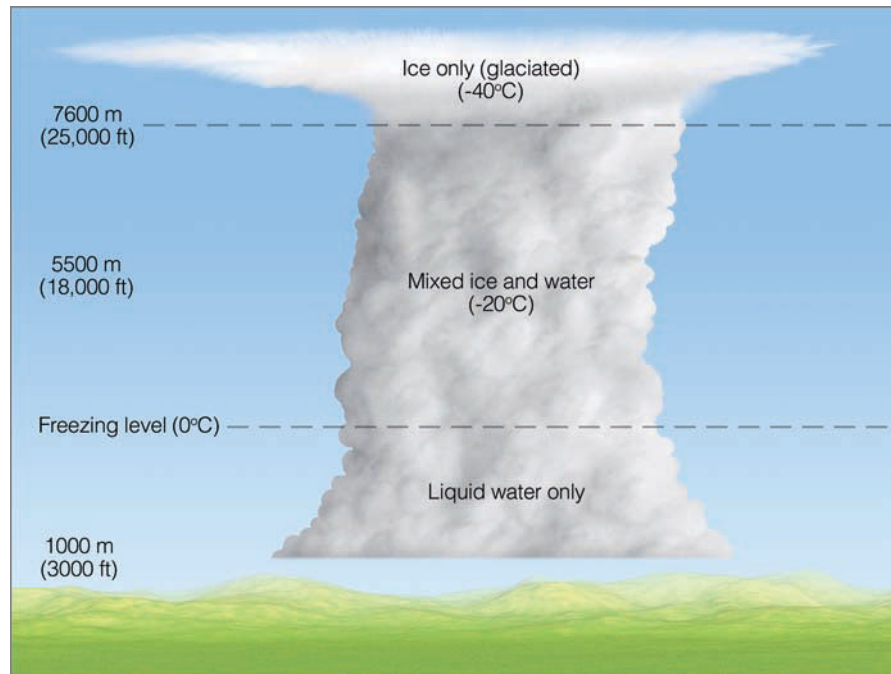 Ice only (glaciated)
(-40°C)
7600 m
(25,000 ft)
5500 m
(18,000 ft)
Mixed ice and water
(-20°C)
Freezing level (0°C)
Liquid water only
1000 m
(3000 ft)